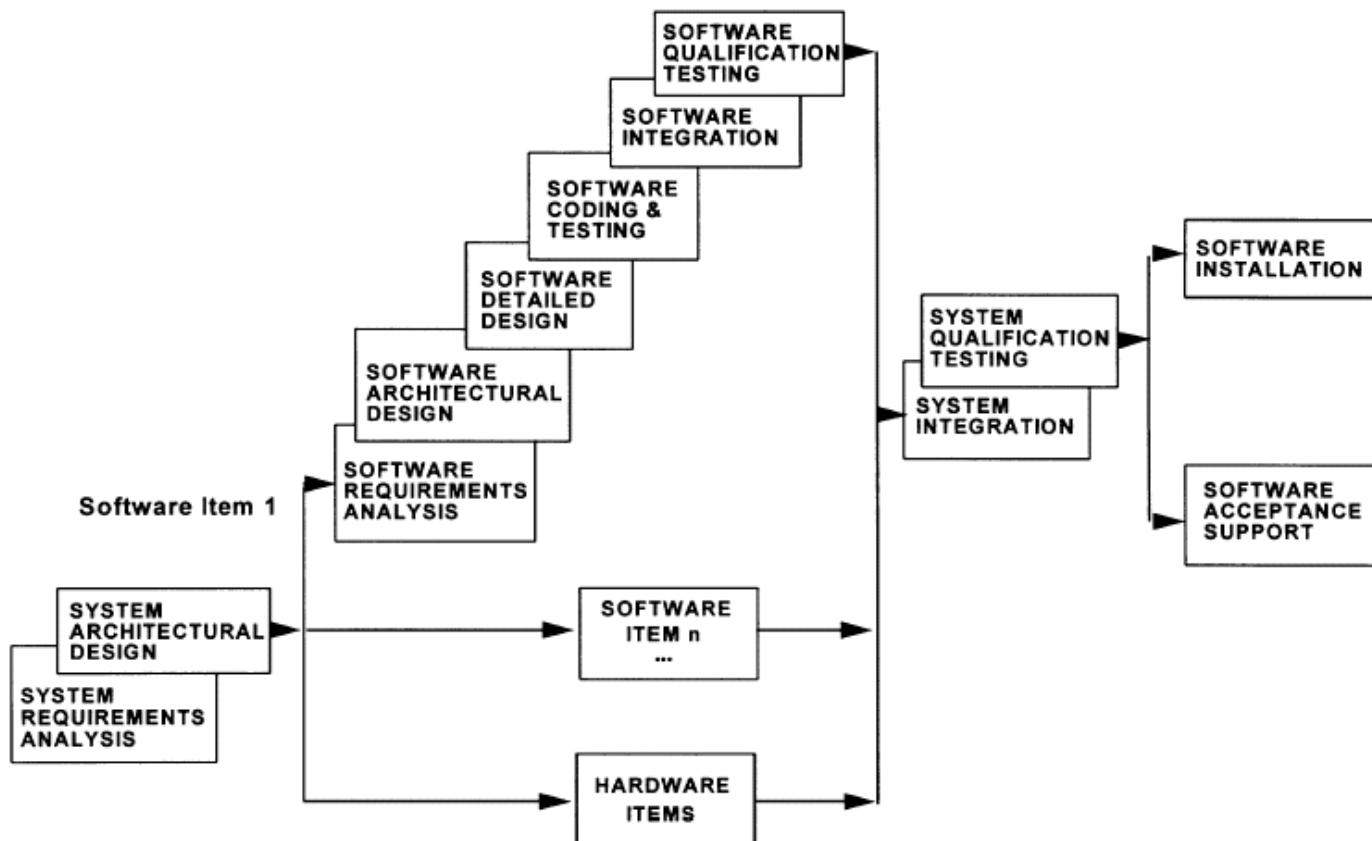 SOFTWARE
QUALIFICATION
TESTING
SOFTWARE
INTEGRATION
SOFTWARE
CODING &
TESTING
SOFTWARE
DETAILED
DESIGN
SOFTWARE
ARCHITECTURAL
DESIGN
SOFTWARE
REQUIREMENTS
ANALYSIS
Software Item 1
SYSTEM
ARCHITECTURAL
DESIGN
SYSTEM
REQUIREMENTS
ANALYSIS
SOFTWARE
ITEM n
...
HARDWARE
ITEMS
SYSTEM
QUALIFICATION
TESTING
SYSTEM
INTEGRATION
SOFTWARE
INSTALLATION
SOFTWARE
ACCEPTANCE
SUPPORT